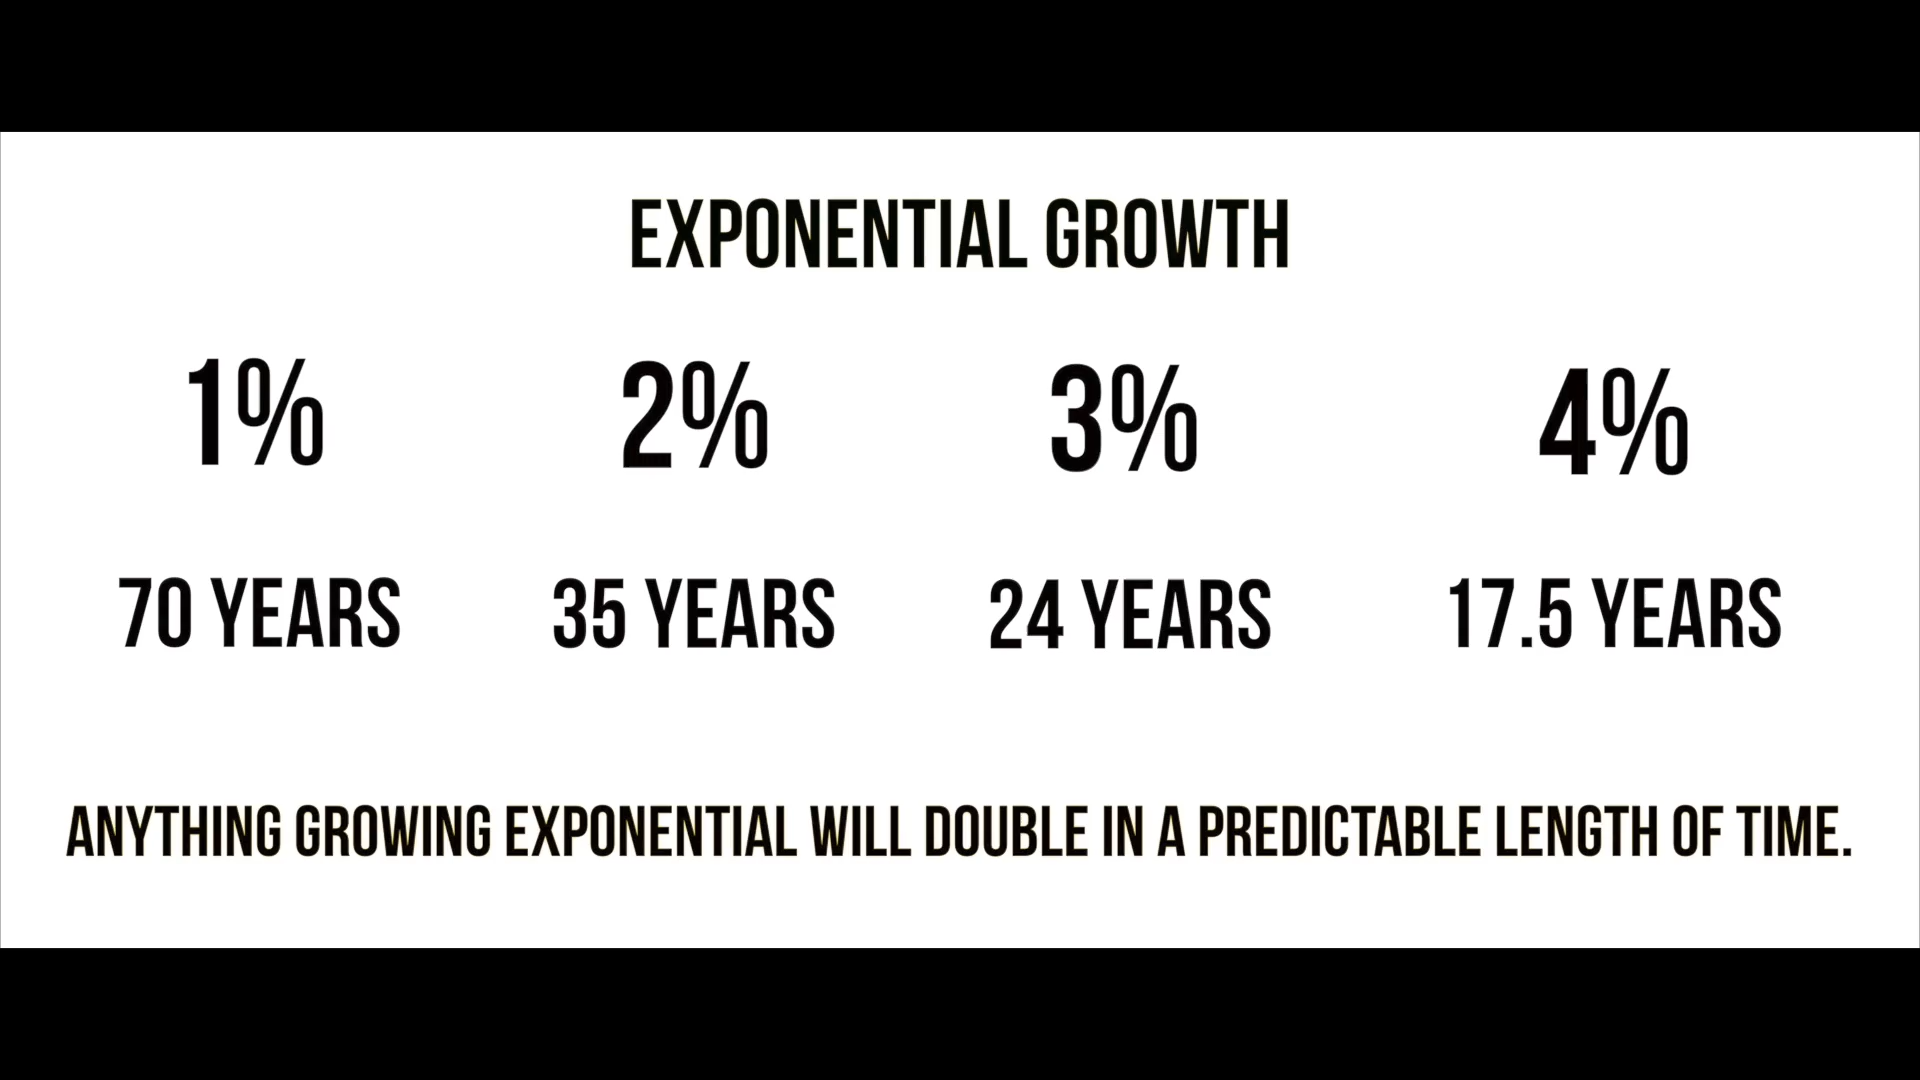 EXPONENTIAL GROWTH
1% 2% 3% 4%
70 YEARS 35 YEARS 24 YEARS 17.5 YEARS
ANYTHING GROWING EXPONENTIAL WILL DOUBLE IN A PREDICTABLE LENGTH OF TIME.